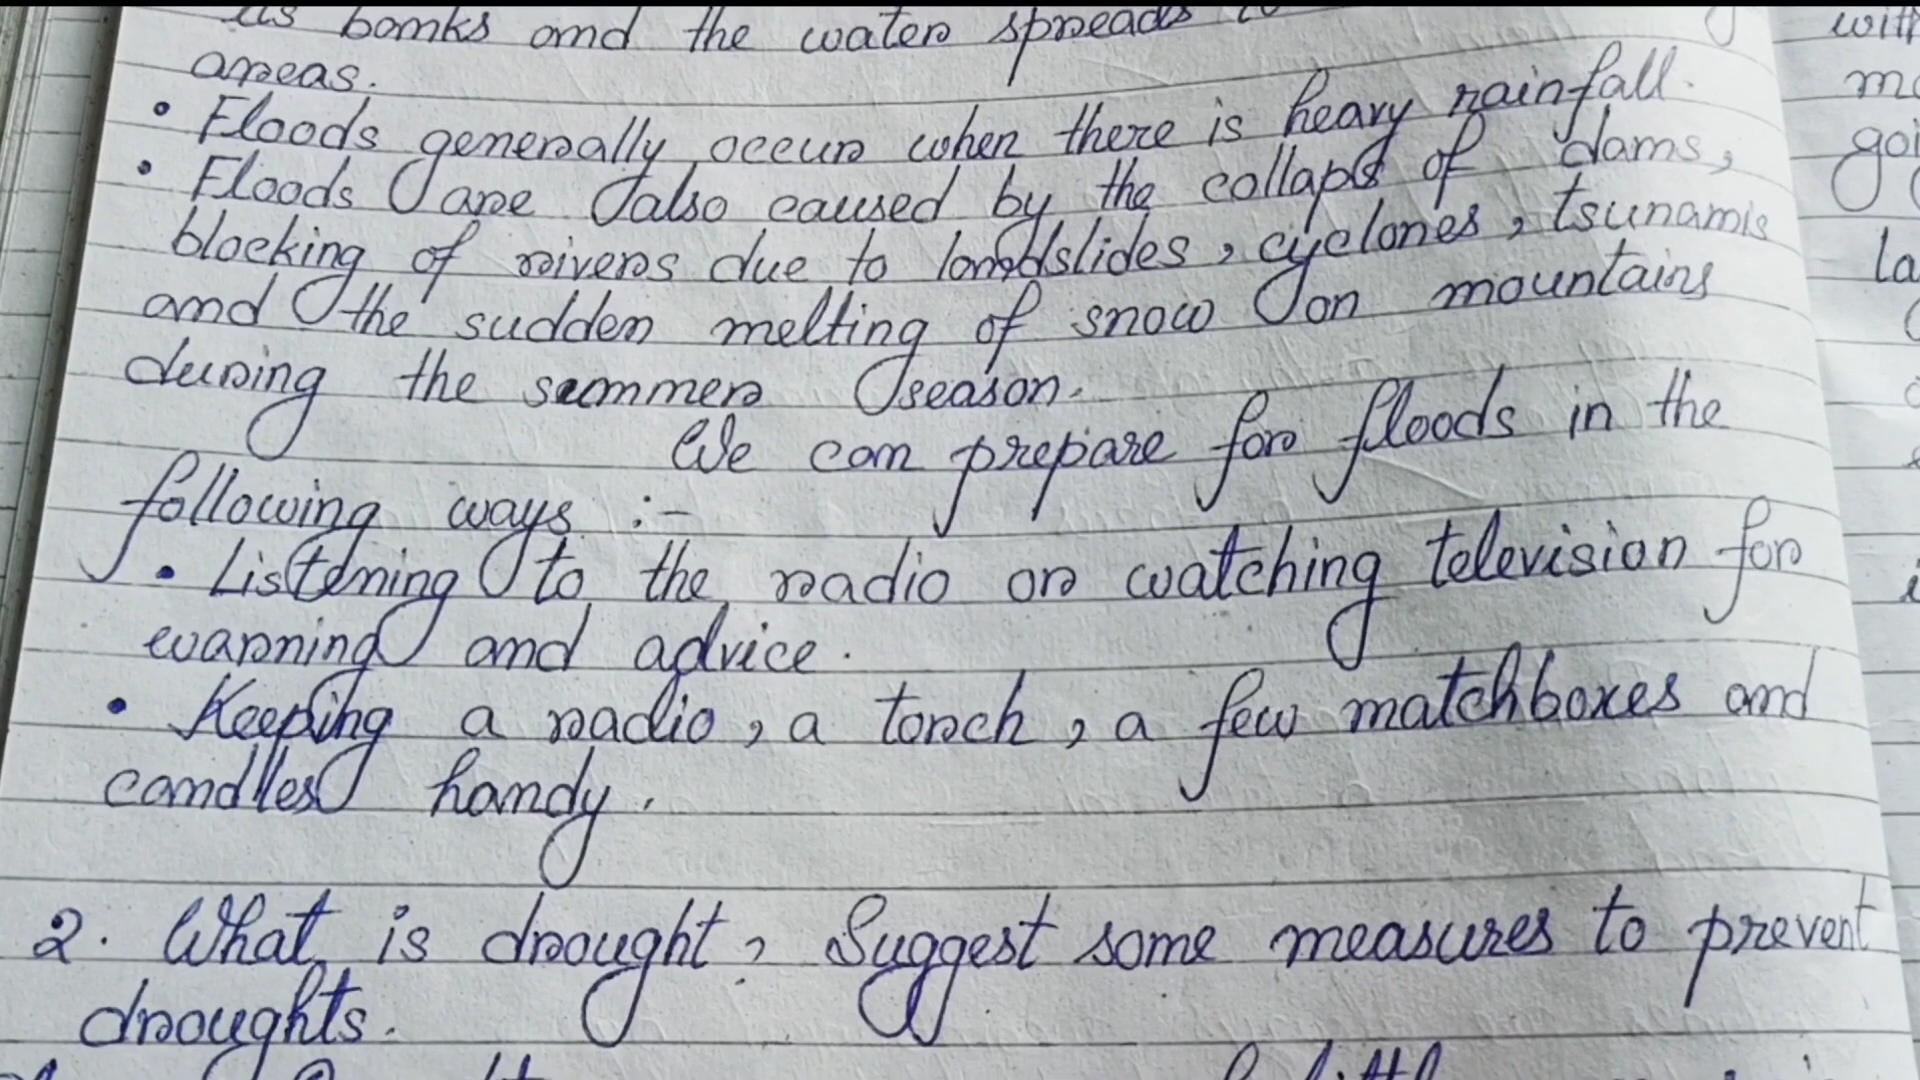 its banks and the water spreads
areas.
• Floods generally occur when there is heavy rainfall.
• Floods are also caused by the collaps of dams,
blocking of rivers due to landslides, cyclones, tsunamis
and the sudden melting of snow on mountains
during the summer season.
We can prepare for floods in the
following ways :-
• Listening to the radio or watching television for
warning and advice.
• Keeping a radio, a torch, a few matchboxes and
candles handy.
2. What is drought? Suggest some measures to prevent
droughts.